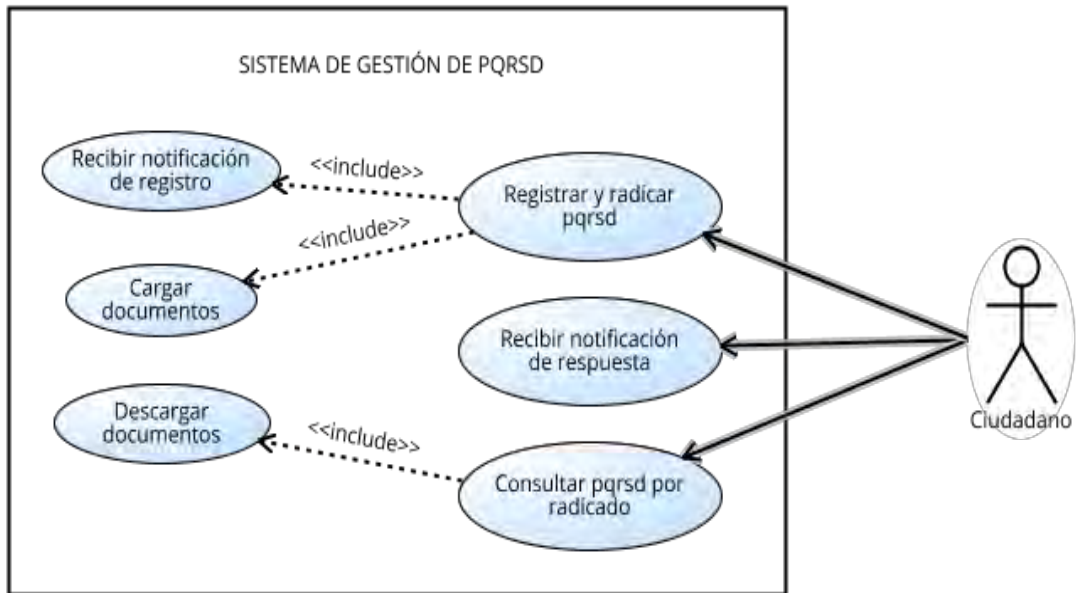 SISTEMA DE GESTIÓN DE PQRSD
Recibir notificación
de registro
<<include>>
Registrar y radicar
pqrsd
<<include>>
Cargar
documentos
Recibir notificación
de respuesta
Ciudadano
Descargar
documentos
<<include>>
Consultar pqrsd por
radicado